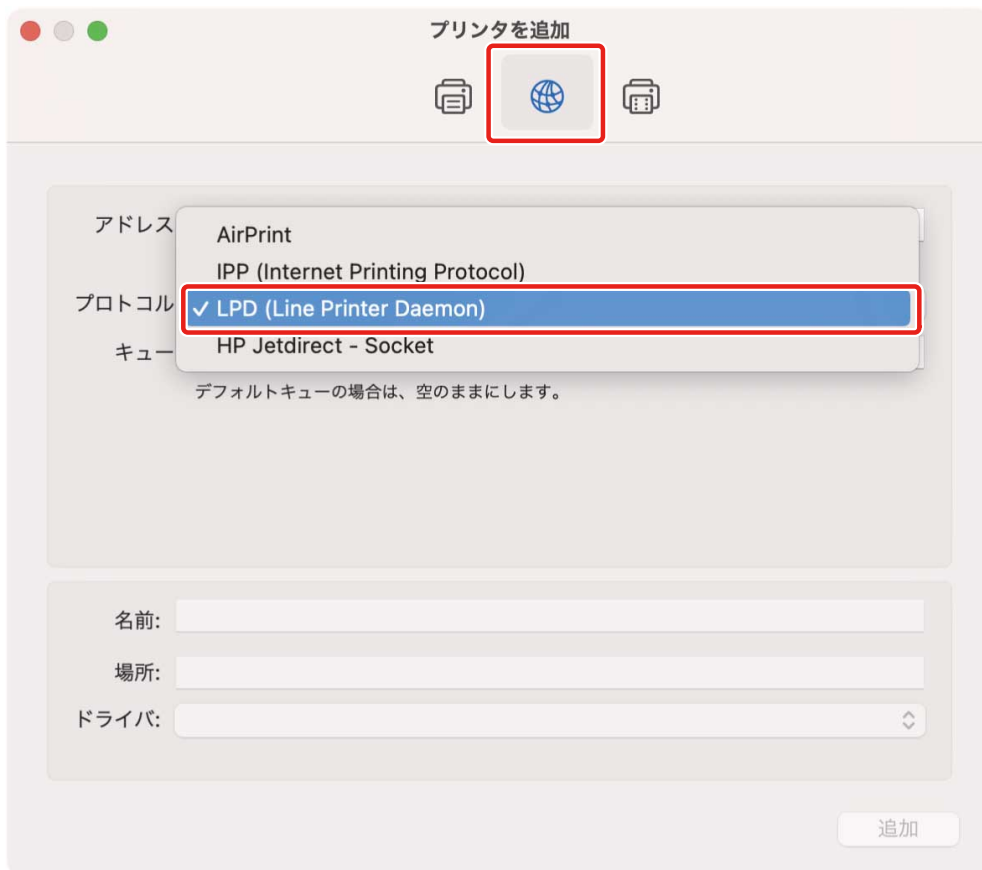 プリンタを追加
アドレス
AirPrint
IPP (Internet Printing Protocol)
プロトコル
✓ LPD (Line Printer Daemon)
キュー
HP Jetdirect - Socket
デフォルトキューの場合は、空のままにします。
名前:
場所:
ドライバ:
追加